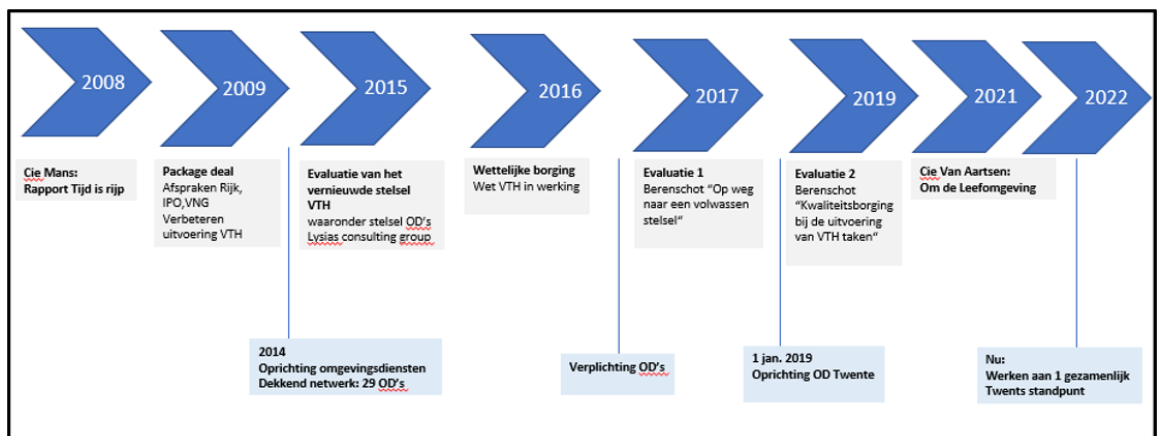 2008
2009
2015
2016
2017
2019
2021
2022
Cie Mans:
Rapport Tijd is rijp
Package deal
Afspraken Rijk,
IPO,VNG
Verbeteren
uitvoering VTH
Evaluatie van het
vernieuwde stelsel
VTH
waaronder stelsel OD's
Lysias consulting group
Wettelijke borging
Wet VTH in werking
Evaluatie 1
Berenschot "Op weg
naar een volwassen
stelsel"
Evaluatie 2
Berenschot
"Kwaliteitsborging
bij de uitvoering
van VTH taken"
Cie Van Aartsen:
Om de Leefomgeving
2014
Oprichting omgevingsdiensten
Dekkend netwerk: 29 OD's
Verplichting OD's
1 jan. 2019
Oprichting OD Twente
Nu:
Werken aan 1 gezamenlijk
Twents standpunt